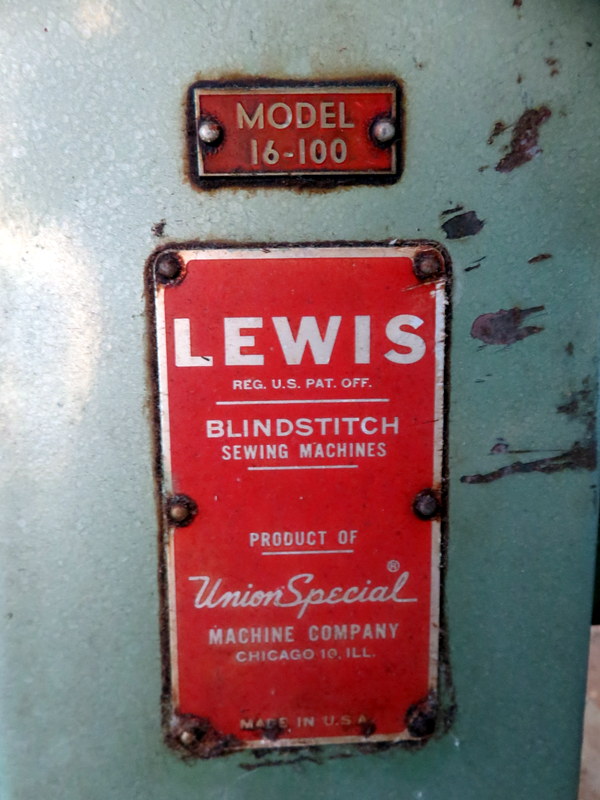 MODEL
16-100
LEWIS
REG. U.S. PAT. OFF.
BLINDSTITCH
SEWING MACHINES
PRODUCT OF
Union Special ®
MACHINE COMPANY
CHICAGO 10, ILL.
MADE IN U.S.A.